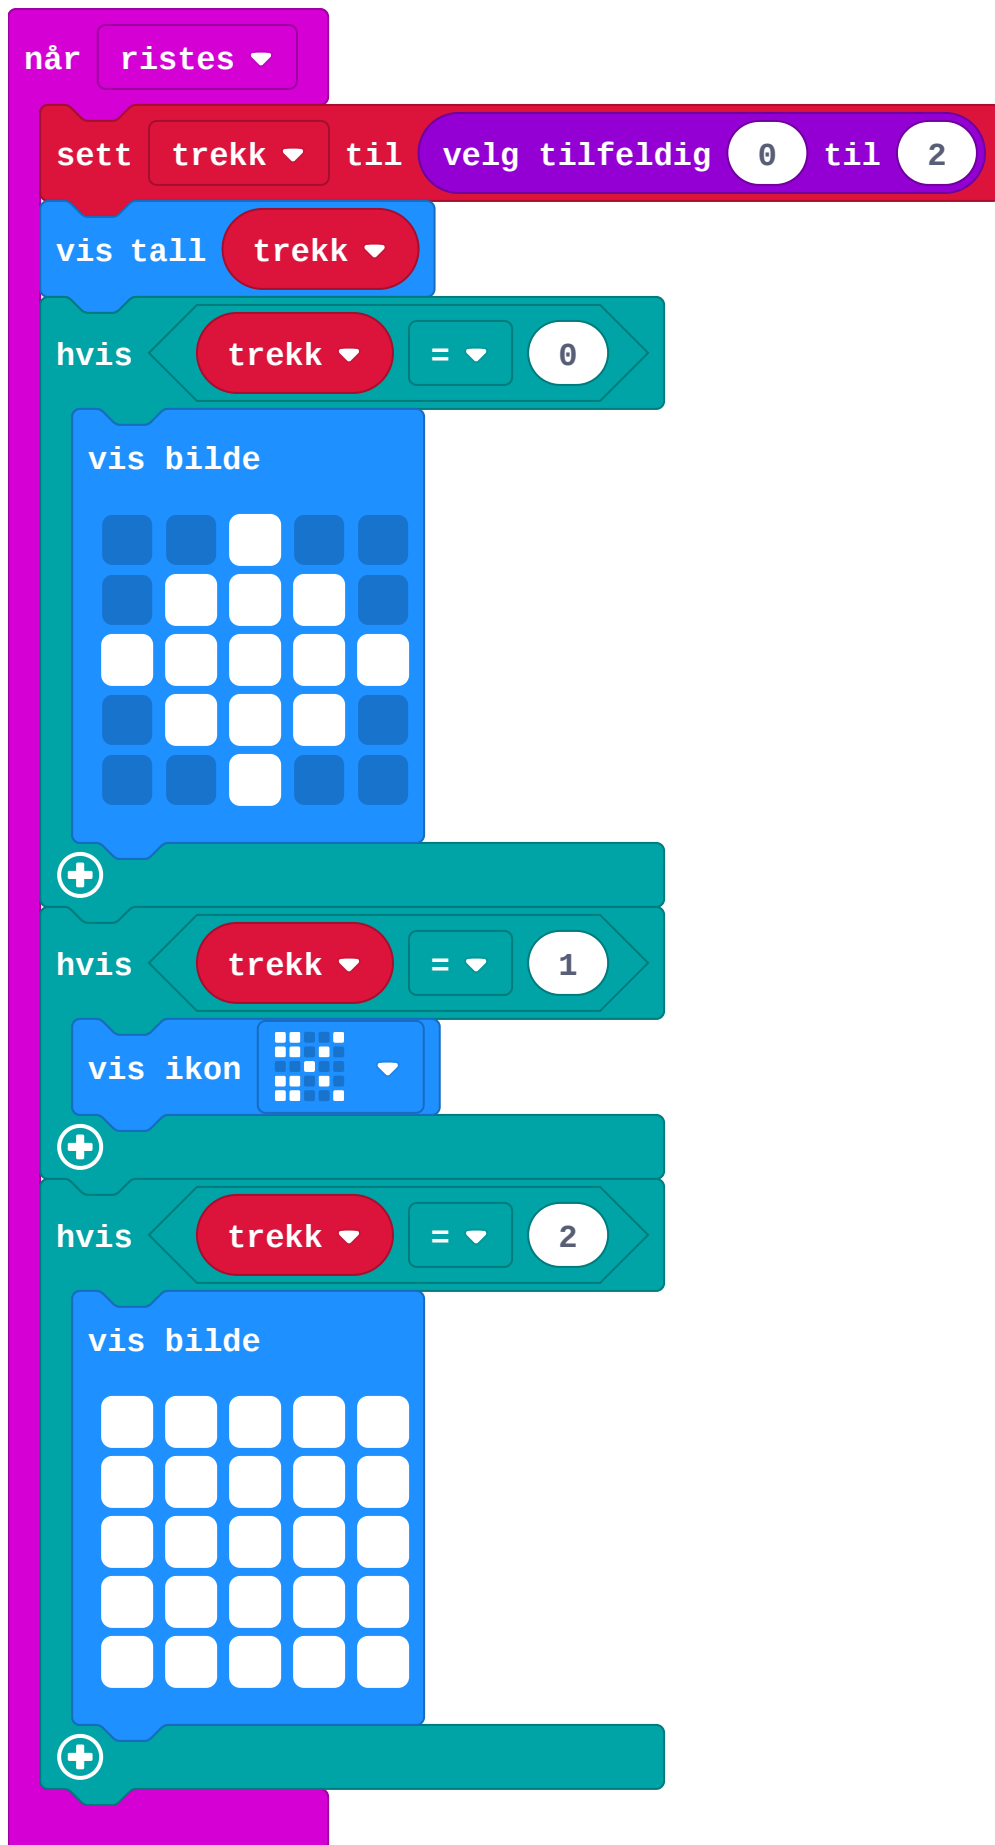 når ristes
sett trekk til velg tilfeldig 0 til 2
vis tall trekk
hvis trekk = 0
vis bilde
hvis trekk = 1
vis ikon
hvis trekk = 2
vis bilde